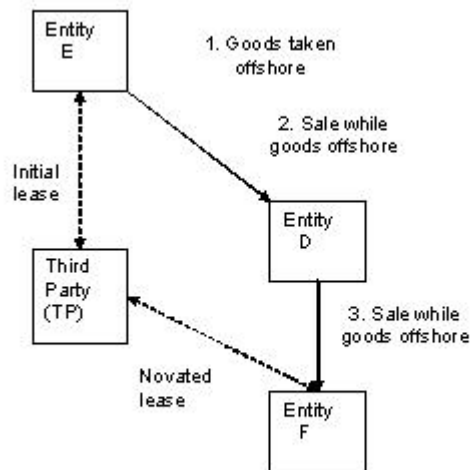 Entity
E
1. Goods taken
offshore
2. Sale while
goods offshore
Initial
lease
Entity
D
Third
Party
(TP)
3. Sale while
goods offshore
Novated
lease
Entity
F